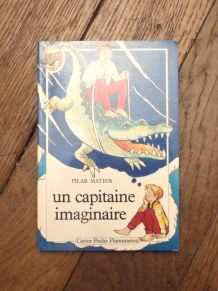 PILAR MATEOS
un capitaine
imaginaire
Castor Poche Flammarion